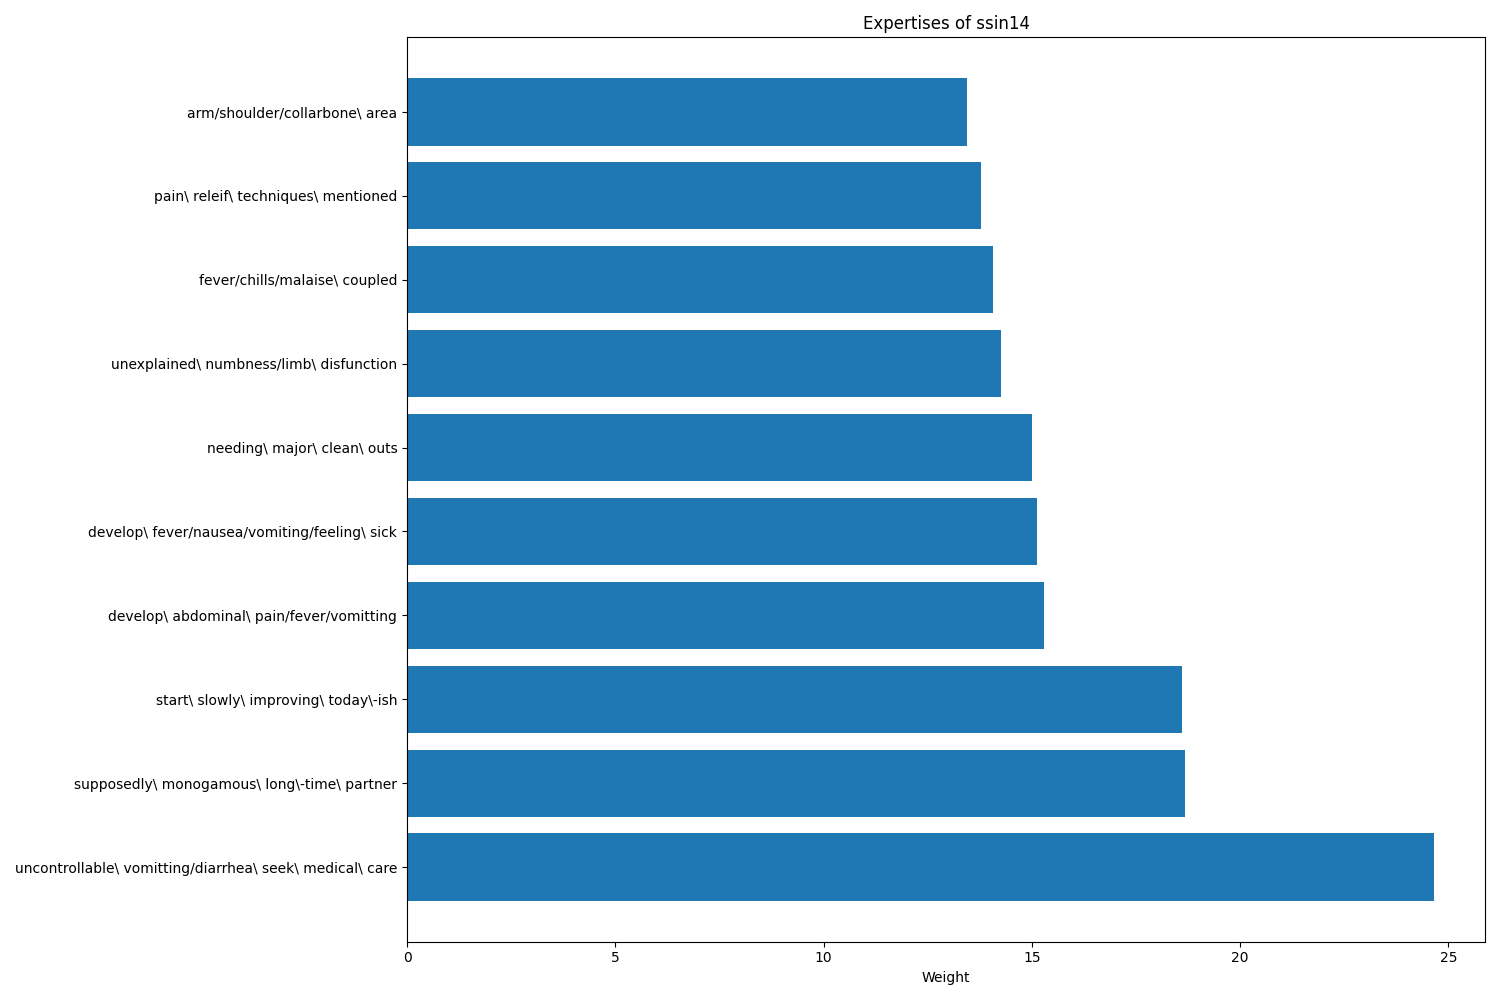 Expertises of ssin14
arm/shoulder/collarbone\ area
pain\ releif\ techniques\ mentioned
fever/chills/malaise\ coupled
unexplained\ numbness/limb\ disfunction
needing\ major\ clean\ outs
develop\ fever/nausea/vomiting/feeling\ sick
develop\ abdominal\ pain/fever/vomitting
start\ slowly\ improving\ today\-ish
supposedly\ monogamous\ long\-time\ partner
uncontrollable\ vomitting/diarrhea\ seek\ medical\ care
0 5 10 15 20 25
Weight